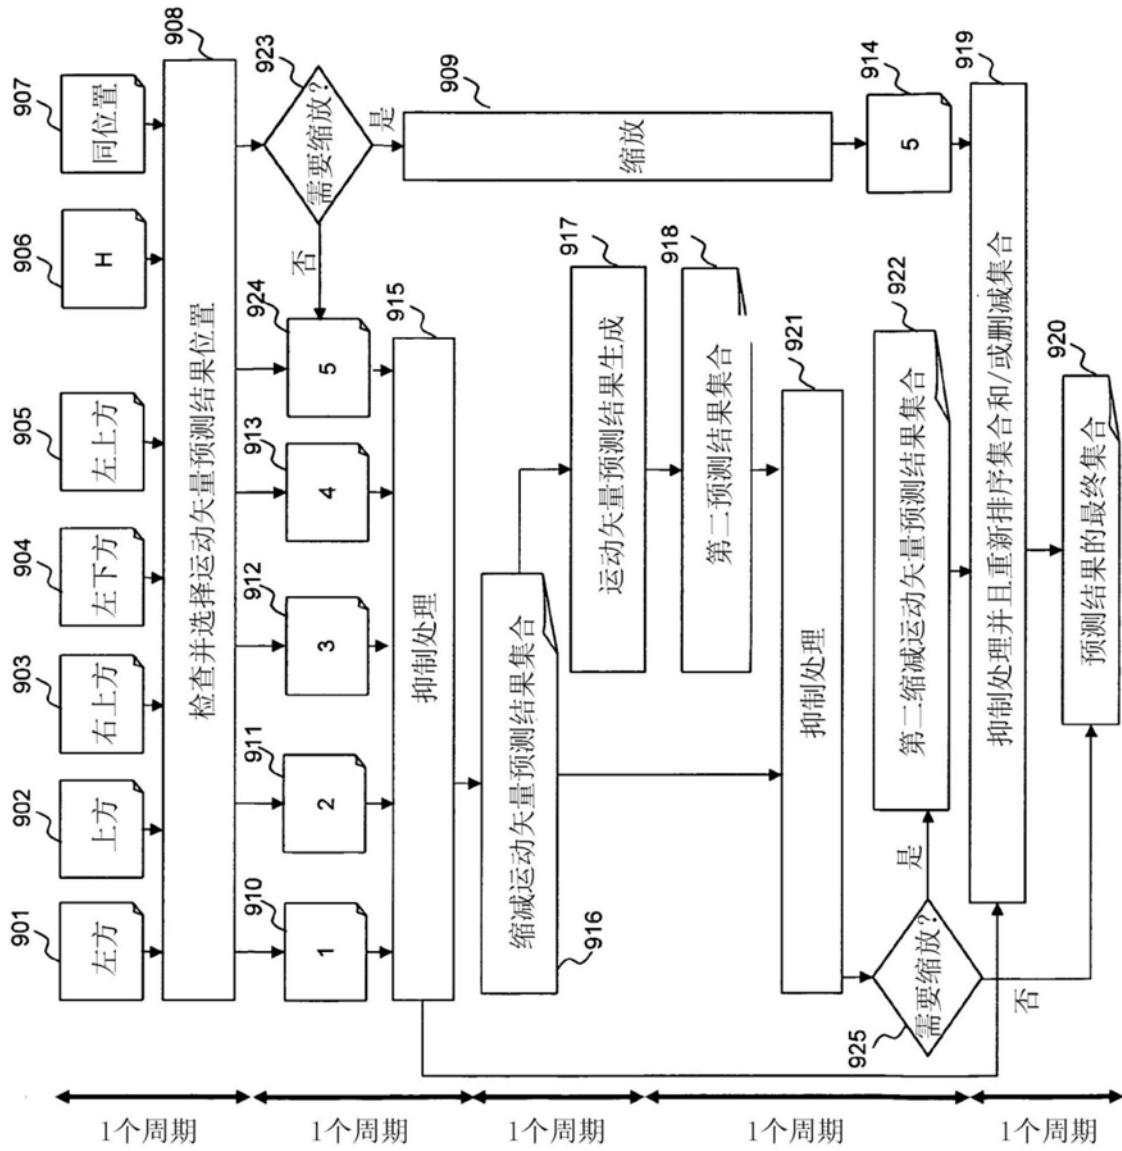 901
902
903
904
905
906
907
左方
上方
右上方
左下方
左上方
H
同位置
908
检查并选择运动矢量预测结果位置
923
需要缩放?
是
否
909
缩放
910
911
912
913
924
1
2
3
4
5
915
抑制处理
916
缩减运动矢量预测结果集合
917
运动矢量预测结果生成
918
第二预测结果集合
921
抑制处理
914
5
925
需要缩放?
是
否
922
第二缩减运动矢量预测结果集合
919
抑制处理并且重新排序集合和/或删减集合
920
预测结果的最终集合
1个周期
1个周期
1个周期
1个周期
1个周期